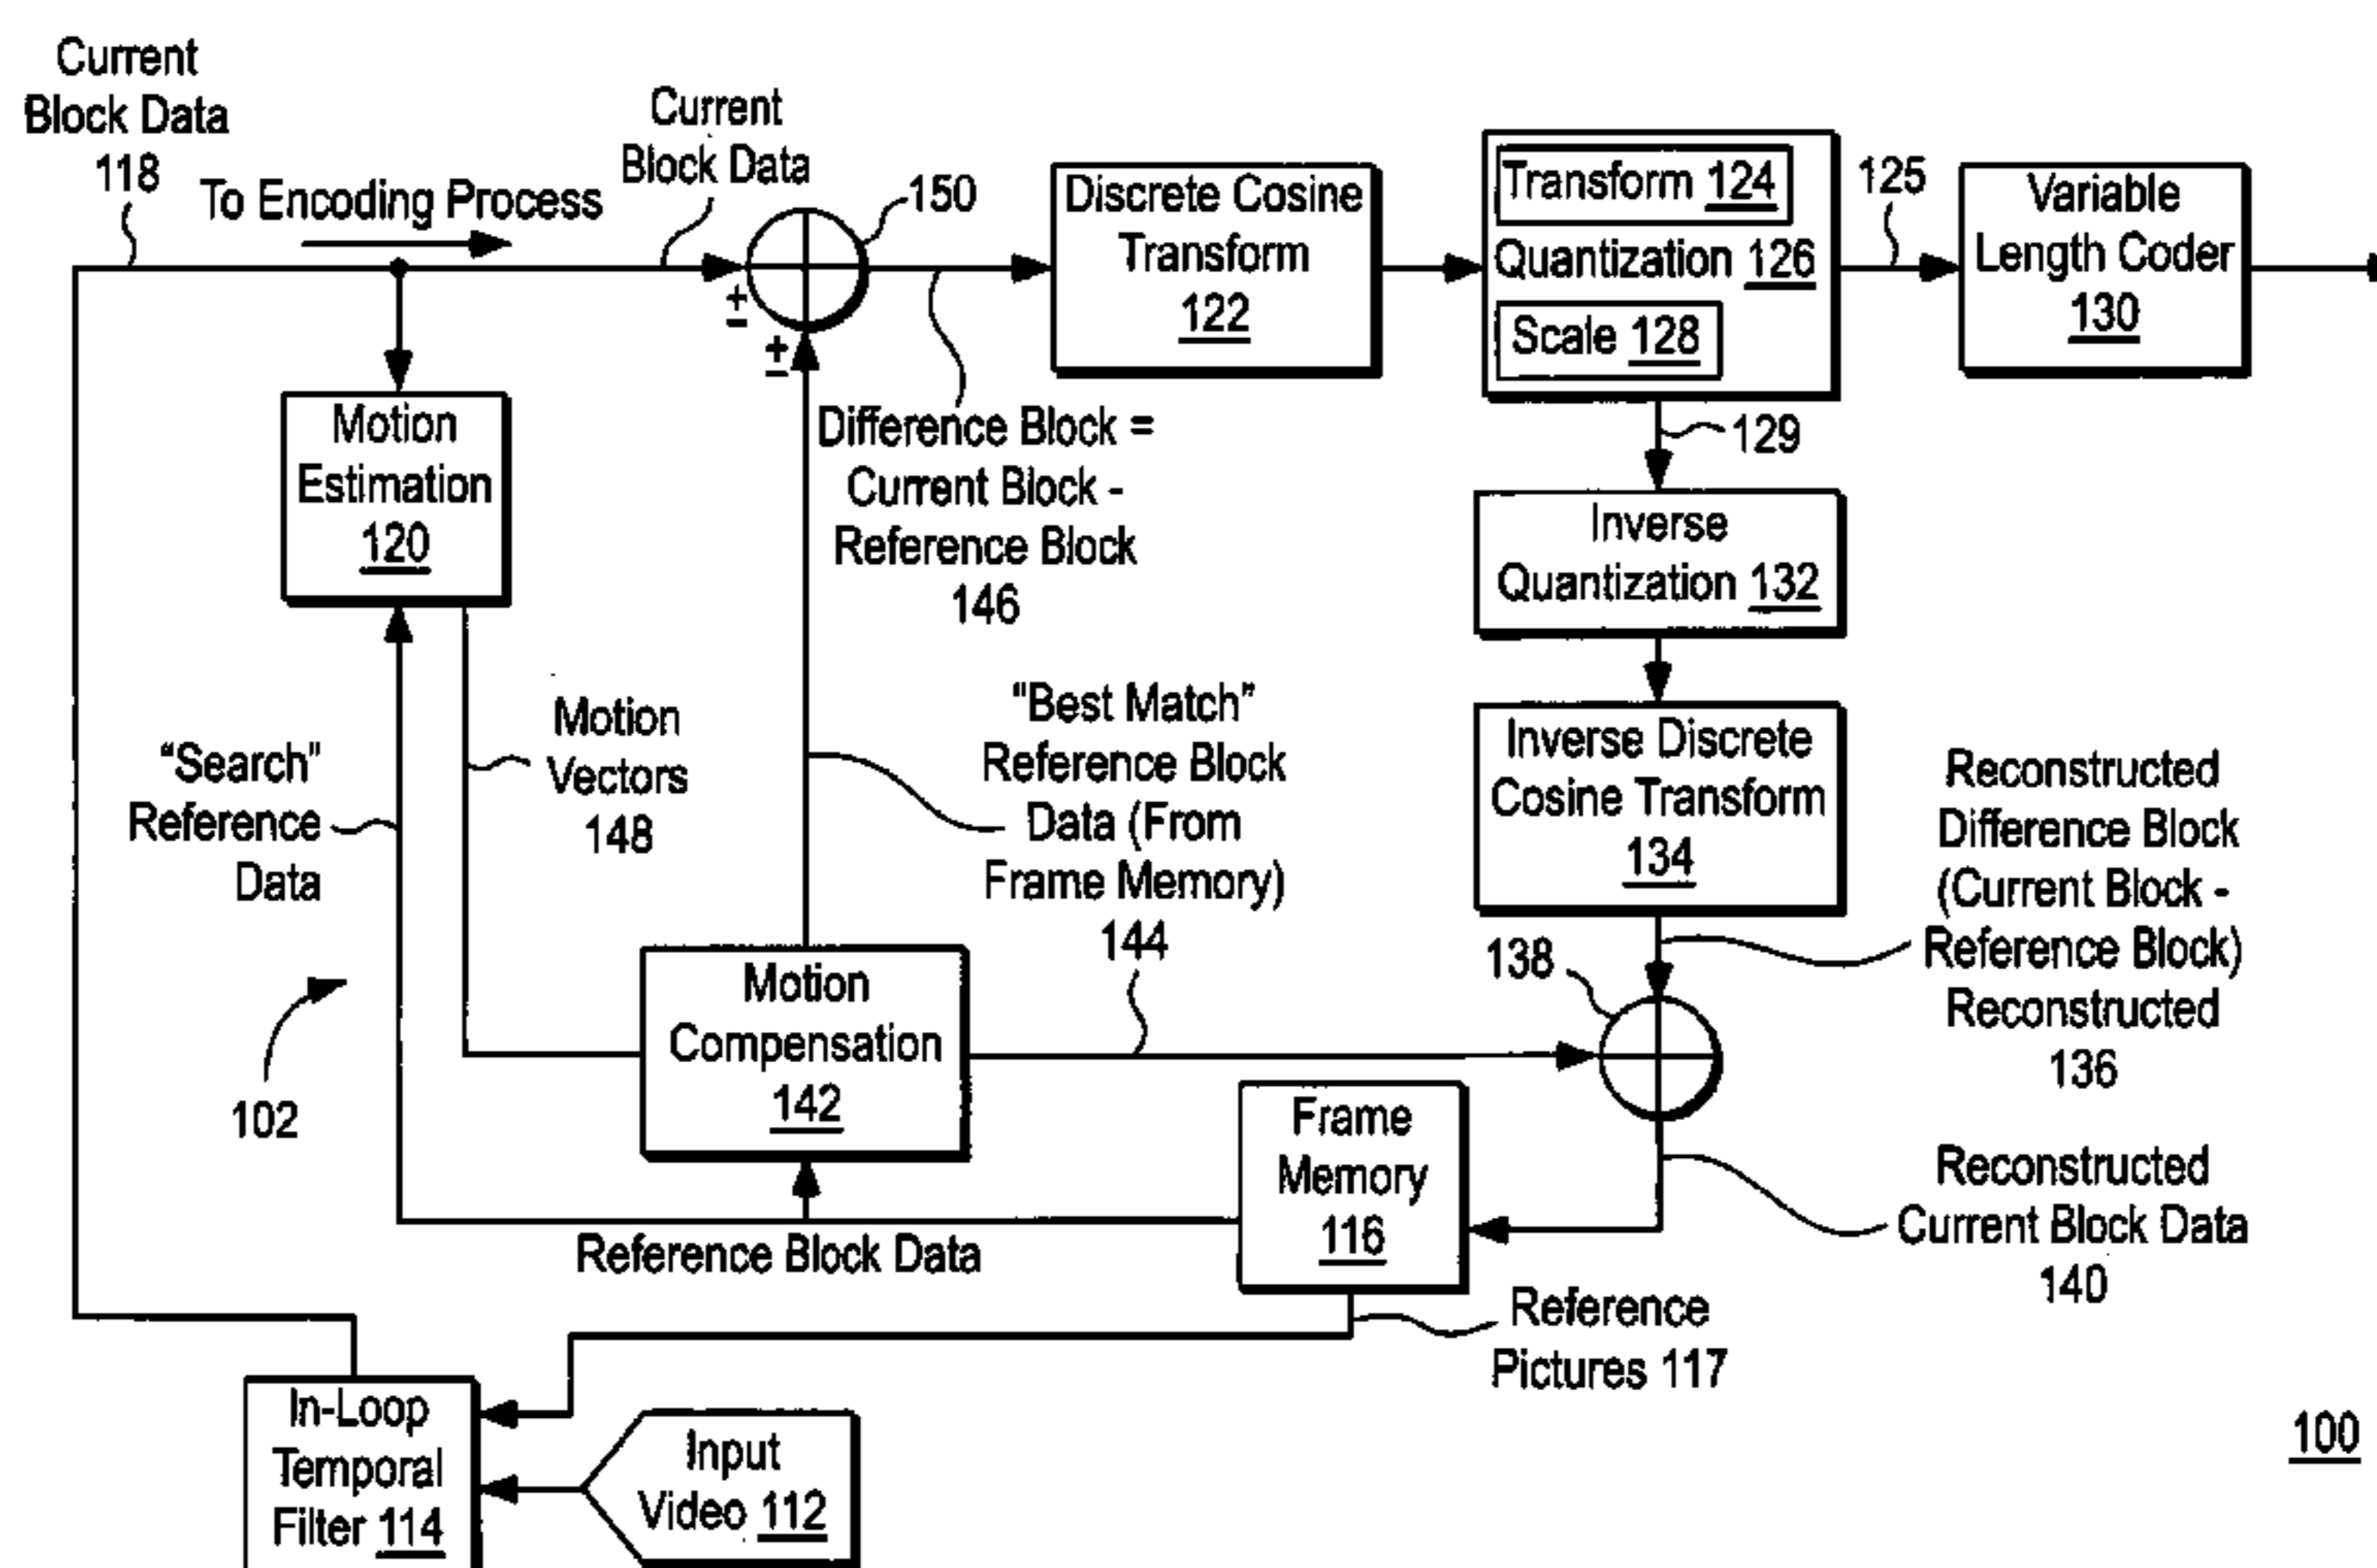 Current
Block Data
118
To Encoding Process
Current
Block Data
150
Discrete Cosine
Transform
122
Transform 124
Quantization 126
Scale 128
125
Variable
Length Coder
130
±
±
Motion
Estimation
120
Difference Block =
Current Block -
Reference Block
146
129
Inverse
Quantization 132
"Search"
Reference
Data
Motion
Vectors
148
"Best Match"
Reference Block
Data (From
Frame Memory)
144
Inverse Discrete
Cosine Transform
134
Reconstructed
Difference Block
(Current Block -
Reference Block)
Reconstructed
136
138
102
Motion
Compensation
142
Frame
Memory
116
Reconstructed
Current Block Data
140
Reference Block Data
Reference
Pictures 117
In-Loop
Temporal
Filter 114
Input
Video 112
100